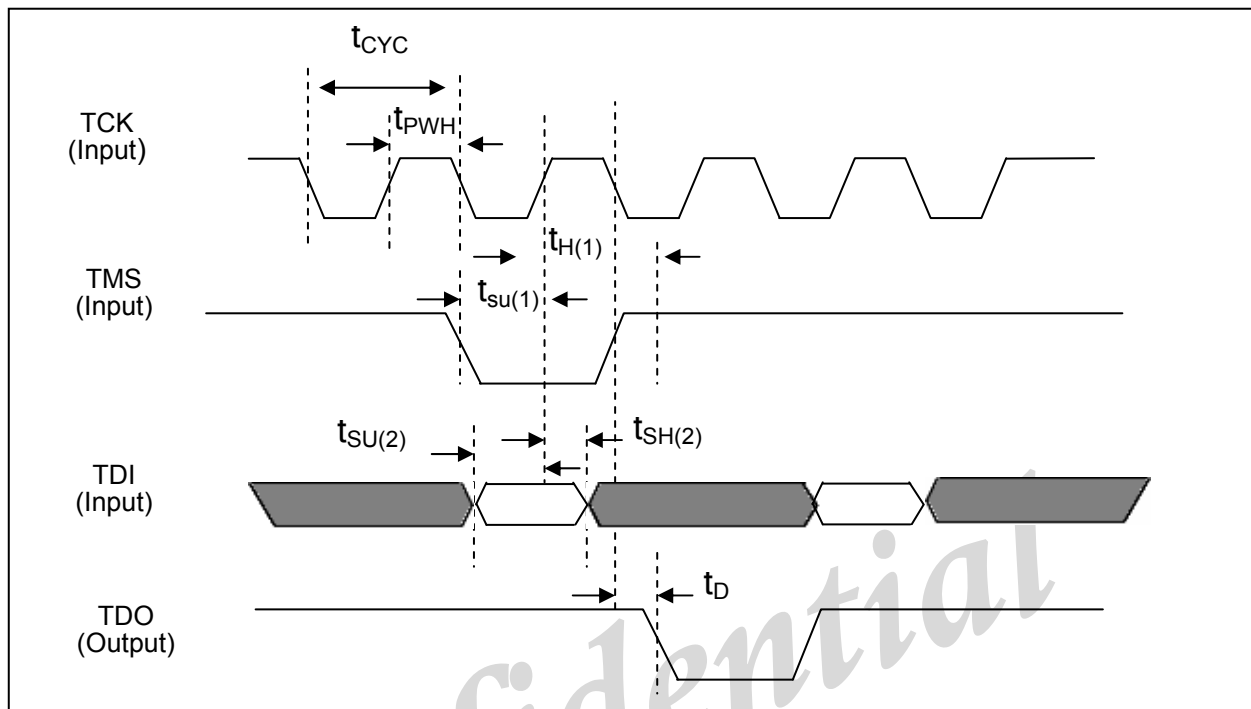 tCYC
TCK
(Input)
tPWH
tH(1)
TMS
(Input)
tsu(1)
tSU(2)
tSH(2)
TDI
(Input)
tD
TDO
(Output)
fidential